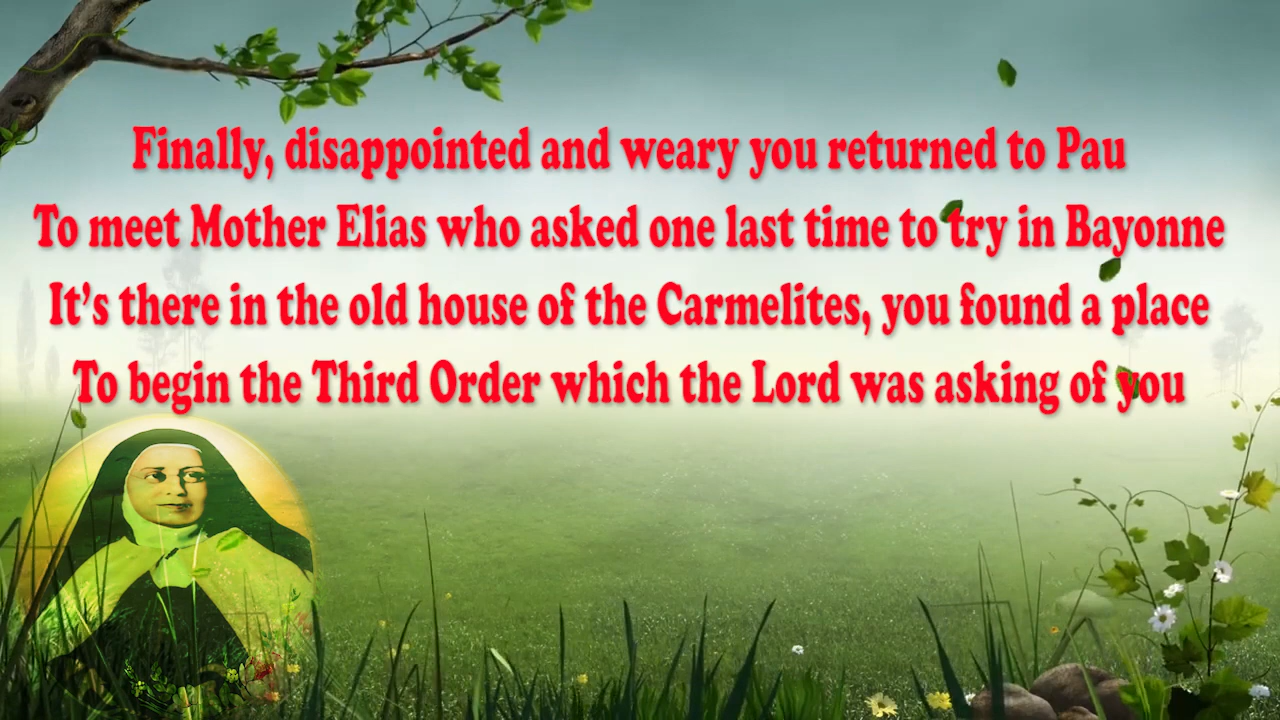 Finally, disappointed and weary you returned to Pau
To meet Mother Elias who asked one last time to try in Bayonne
It’s there in the old house of the Carmelites, you found a place
To begin the Third Order which the Lord was asking of you